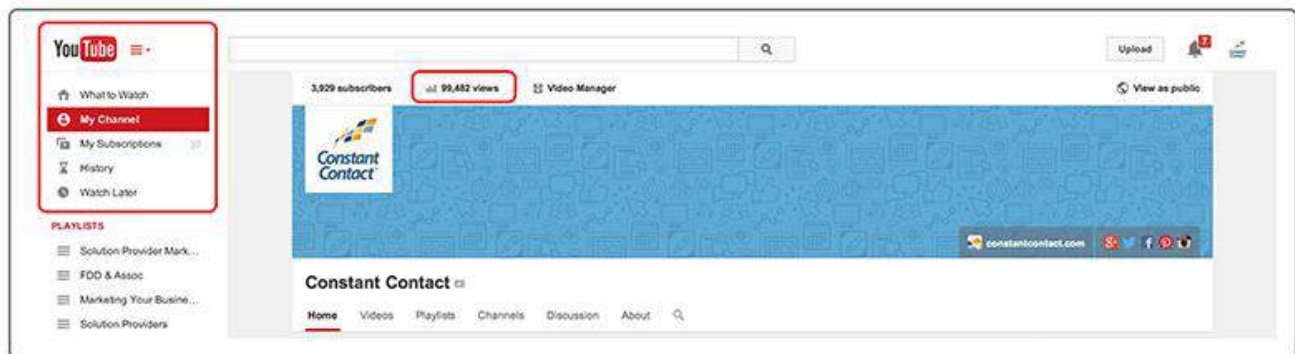 YouTube
Upload
7
What to Watch
My Channel
My Subscriptions
History
Watch Later
PLAYLISTS
Solution Provider Mark...
FDD & Assoc
Marketing Your Busine...
Solution Providers
3,929 subscribers
99,482 views
Video Manager
View as public
Constant
Contact
constantcontact.com
Constant Contact
Home Videos Playlists Channels Discussion About